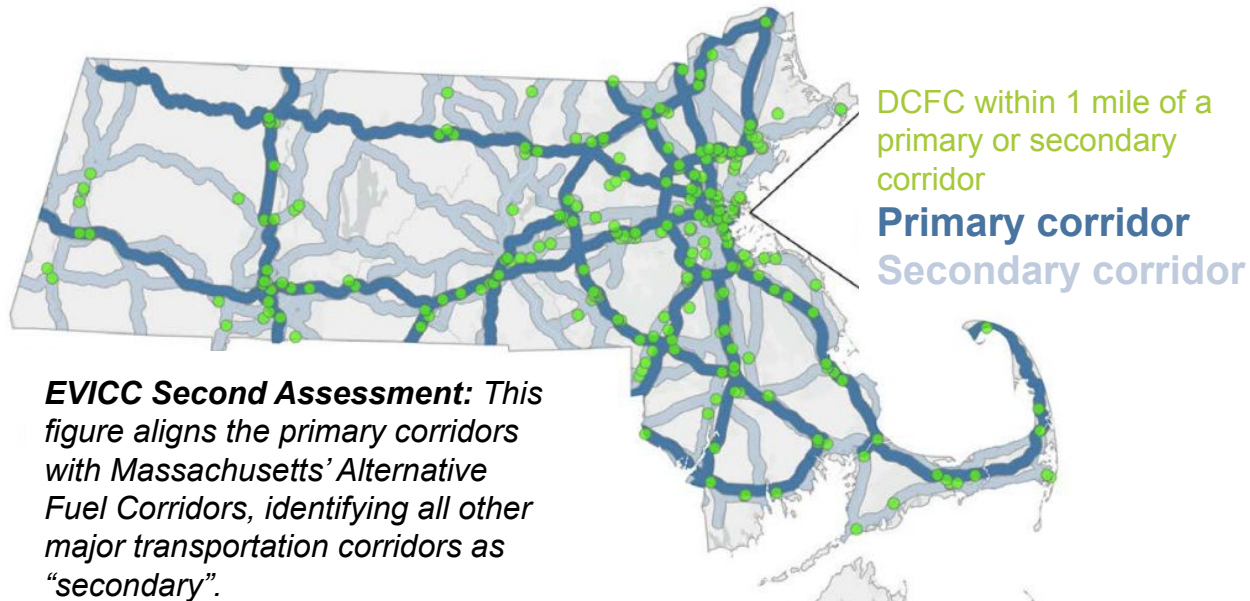 DCFC within 1 mile of a
primary or secondary
corridor
Primary corridor
Secondary corridor
EVICC Second Assessment: This
figure aligns the primary corridors
with Massachusetts’ Alternative
Fuel Corridors, identifying all other
major transportation corridors as
“secondary”.